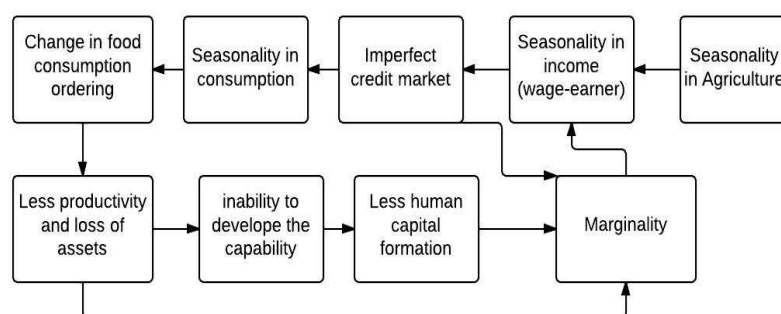 Change in food
consumption
ordering
Seasonality in
consumption
Imperfect
credit market
Seasonality in
income
(wage-earner)
Seasonality
in Agriculture
Less productivity
and loss of
assets
inability to
develope the
capability
Less human
capital
formation
Marginality